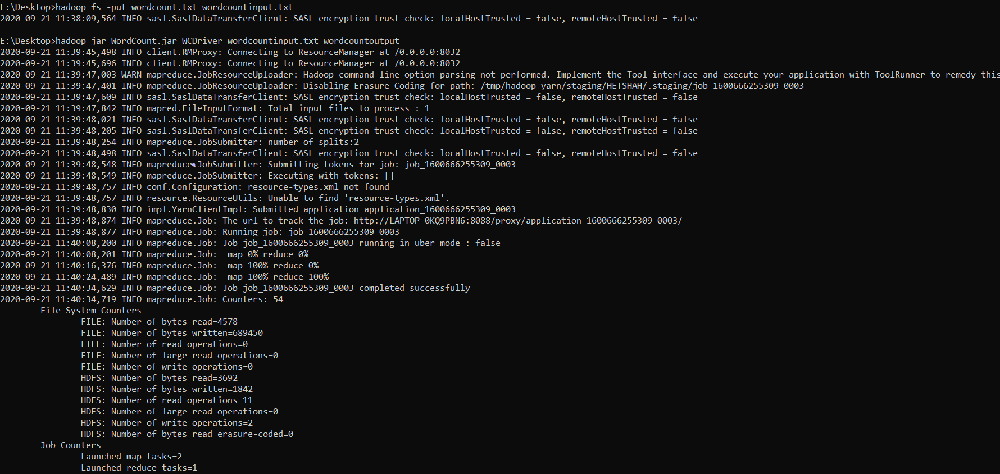 E:\Desktop>hadoop fs -put wordcount.txt wordcountinput.txt
2020-09-21 11:38:09,564 INFO sasl.SaslDataTransferClient: SASL encryption trust check: localHostTrusted = false, remoteHostTrusted = false
E:\Desktop>hadoop jar WordCount.jar WCDriver wordcountinput.txt wordcountoutput
2020-09-21 11:39:45,498 INFO client.RMProxy: Connecting to ResourceManager at /0.0.0.0:8032
2020-09-21 11:39:45,696 INFO client.RMProxy: Connecting to ResourceManager at /0.0.0.0:8032
2020-09-21 11:39:47,003 WARN mapreduce.JobResourceUploader: Hadoop command-line option parsing not performed. Implement the Tool interface and execute your application with ToolRunner to remedy this
2020-09-21 11:39:47,401 INFO mapreduce.JobResourceUploader: Disabling Erasure Coding for path: /tmp/hadoop-yarn/staging/HETSHAH/.staging/job_1600666255309_0003
2020-09-21 11:39:47,609 INFO sasl.SaslDataTransferClient: SASL encryption trust check: localHostTrusted = false, remoteHostTrusted = false
2020-09-21 11:39:47,842 INFO mapred.FileInputFormat: Total input files to process : 1
2020-09-21 11:39:48,021 INFO sasl.SaslDataTransferClient: SASL encryption trust check: localHostTrusted = false, remoteHostTrusted = false
2020-09-21 11:39:48,205 INFO sasl.SaslDataTransferClient: SASL encryption trust check: localHostTrusted = false, remoteHostTrusted = false
2020-09-21 11:39:48,254 INFO mapreduce.JobSubmitter: number of splits:2
2020-09-21 11:39:48,498 INFO sasl.SaslDataTransferClient: SASL encryption trust check: localHostTrusted = false, remoteHostTrusted = false
2020-09-21 11:39:48,548 INFO mapreduce.JobSubmitter: Submitting tokens for job: job_1600666255309_0003
2020-09-21 11:39:48,549 INFO mapreduce.JobSubmitter: Executing with tokens: []
2020-09-21 11:39:48,757 INFO conf.Configuration: resource-types.xml not found
2020-09-21 11:39:48,757 INFO resource.ResourceUtils: Unable to find 'resource-types.xml'.
2020-09-21 11:39:48,830 INFO impl.YarnClientImpl: Submitted application application_1600666255309_0003
2020-09-21 11:39:48,874 INFO mapreduce.Job: The url to track the job: http://LAPTOP-0KQ9PBN6:8088/proxy/application_1600666255309_0003/
2020-09-21 11:39:48,877 INFO mapreduce.Job: Running job: job_1600666255309_0003
2020-09-21 11:40:08,200 INFO mapreduce.Job: Job job_1600666255309_0003 running in uber mode : false
2020-09-21 11:40:08,201 INFO mapreduce.Job:  map 0% reduce 0%
2020-09-21 11:40:16,376 INFO mapreduce.Job:  map 100% reduce 0%
2020-09-21 11:40:24,489 INFO mapreduce.Job:  map 100% reduce 100%
2020-09-21 11:40:34,629 INFO mapreduce.Job: Job job_1600666255309_0003 completed successfully
2020-09-21 11:40:34,719 INFO mapreduce.Job: Counters: 54
File System Counters
FILE: Number of bytes read=4578
FILE: Number of bytes written=689450
FILE: Number of read operations=0
FILE: Number of large read operations=0
FILE: Number of write operations=0
HDFS: Number of bytes read=3692
HDFS: Number of bytes written=1842
HDFS: Number of read operations=11
HDFS: Number of large read operations=0
HDFS: Number of write operations=2
HDFS: Number of bytes read erasure-coded=0
Job Counters
Launched map tasks=2
Launched reduce tasks=1